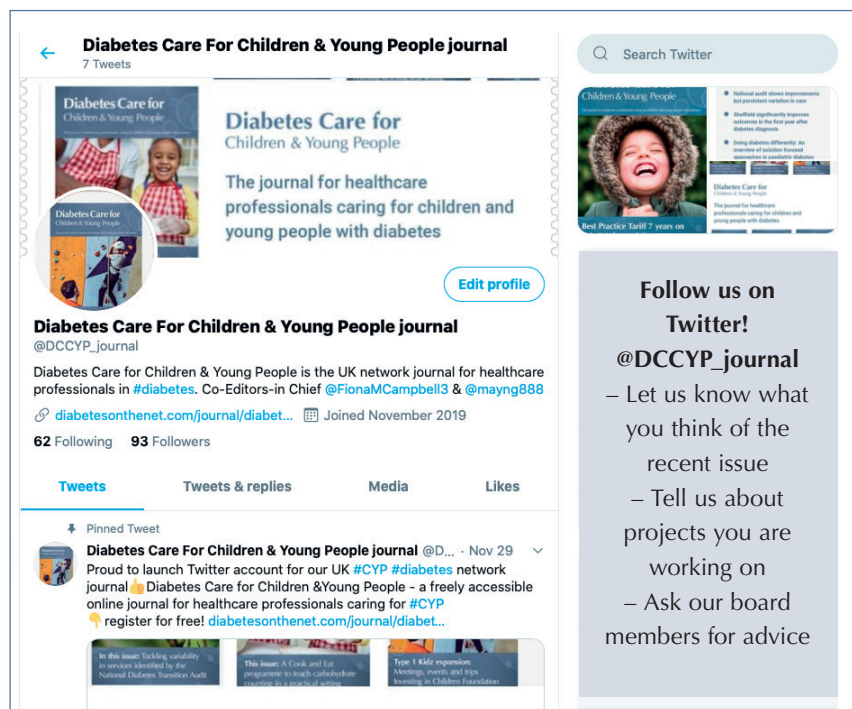 Diabetes Care For Children & Young People journal
7 Tweets
Diabetes Care for
Children & Young People
Diabetes Care for
Children & Young People
The journal for healthcare
professionals caring for children and
young people with diabetes
Diabetes Care for
Children & Young People
Edit profile
Diabetes Care For Children & Young People journal
@DCCYP_journal
Diabetes Care for Children & Young People is the UK network journal for healthcare
professionals in #diabetes. Co-Editors-in Chief @FionaMCampbell3 & @mayng888
diabetesonthenet.com/journal/diabet... Joined November 2019
62 Following 93 Followers
Tweets Tweets & replies Media Likes
Pinned Tweet
Diabetes Care For Children & Young People journal @D... · Nov 29
Proud to launch Twitter account for our UK #CYP #diabetes network
journal👍Diabetes Care for Children &Young People - a freely accessible
online journal for healthcare professionals caring for #CYP
👇register for free! diabetesonthenet.com/journal/diabet...
In this issue: Tackling variability
in services identified by the
National Diabetes Transition Audit
This issue: A Cook and Eat
programme to teach carbohydrate
counting in a practical setting
Type 1 Kidz expansion:
Meetings, events and trips
Investing in Children Foundation
Search Twitter
Children & Young People
National audit shows improvements
but persistent variation in care
Sheffield significantly improves
outcomes in the first year after
diabetes diagnosis
Doing diabetes differently: An
overview of solution-focused
approaches in paediatric diabetes
Diabetes Care for
Children & Young People
The journal for healthcare
professionals caring for children and
young people with diabetes
Best Practice Tariff 7 years on
Follow us on
Twitter!
@DCCYP_journal
– Let us know what
you think of the
recent issue
– Tell us about
projects you are
working on
– Ask our board
members for advice